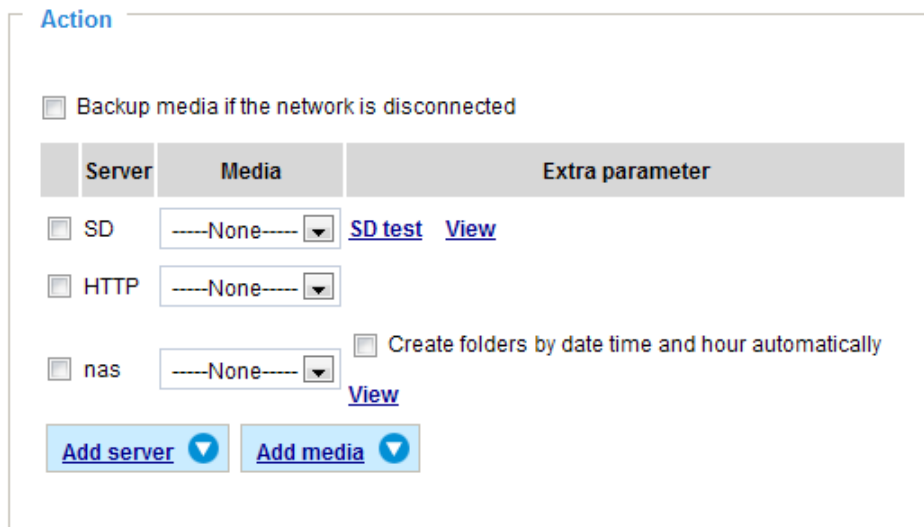 Action
Backup media if the network is disconnected
Server Media Extra parameter
SD -----None----- SD test View
HTTP -----None-----
Create folders by date time and hour automatically
nas -----None-----
View
Add server Add media